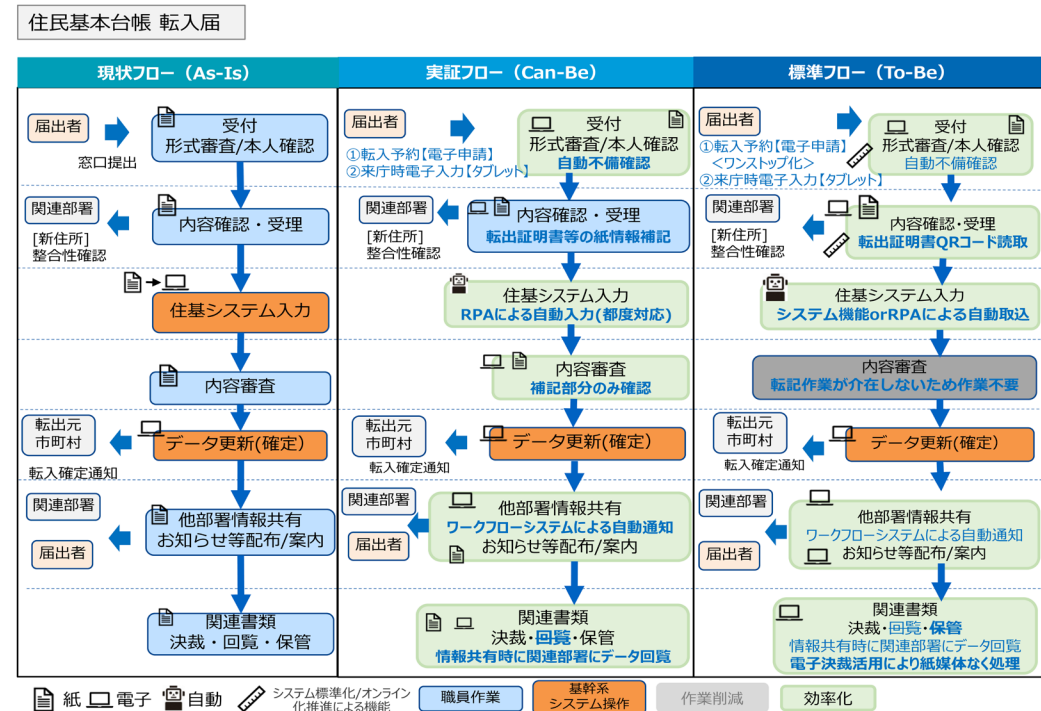 住民基本台帳 転入届
現状フロー（As-Is）
届出者
窓口提出
受付
形式審査/本人確認
関連部署
[新住所]
整合性確認
内容確認・受理
住基システム入力
内容審査
転出元
市町村
転入確定通知
データ更新(確定）
関連部署
届出者
他部署情報共有
お知らせ等配布/案内
関連書類
決裁・回覧・保管
実証フロー（Can-Be）
届出者
①転入予約【電子申請】
②来庁時電子入力【タブレット】
受付
形式審査/本人確認
自動不備確認
関連部署
[新住所]
整合性確認
内容確認・受理
転出証明書等の紙情報補記
住基システム入力
RPAによる自動入力(都度対応)
内容審査
補記部分のみ確認
転出元
市町村
転入確定通知
データ更新(確定）
関連部署
届出者
他部署情報共有
ワークフローシステムによる自動通知
お知らせ等配布/案内
関連書類
決裁・回覧・保管
情報共有時に関連部署にデータ回覧
標準フロー（To-Be）
届出者
①転入予約【電子申請】
＜ワンストップ化＞
②来庁時電子入力【タブレット】
受付
形式審査/本人確認
自動不備確認
関連部署
[新住所]
整合性確認
内容確認・受理
転出証明書QRコード読取
住基システム入力
システム機能orRPAによる自動取込
内容審査
転記作業が介在しないため作業不要
転出元
市町村
転入確定通知
データ更新(確定）
関連部署
届出者
他部署情報共有
ワークフローシステムによる自動通知
お知らせ等配布/案内
関連書類
決裁・回覧・保管
情報共有時に関連部署にデータ回覧
電子決裁活用により紙媒体なく処理
紙
電子
自動
システム標準化/オンライン
化推進による機能
職員作業
基幹系
システム操作
作業削減
効率化